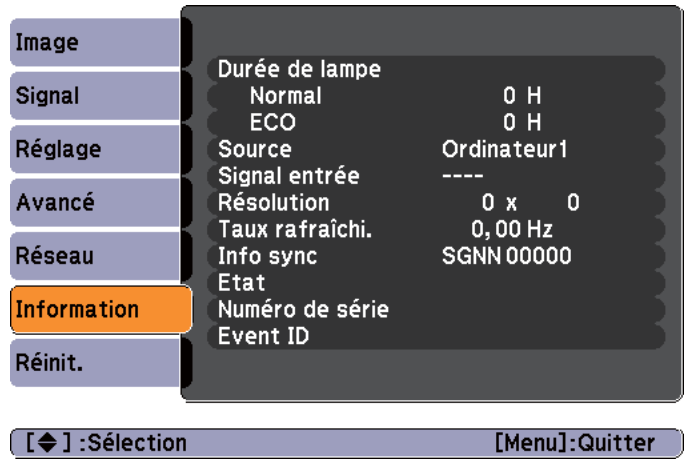 Image
Signal
Réglage
Avancé
Réseau
Information
Réinit.
Durée de lampe
Normal 0 H
ECO 0 H
Source Ordinateur1
Signal entrée ----
Résolution 0 x 0
Taux rafraîchi. 0,00 Hz
Info sync SGNN 00000
Etat
Numéro de série
Event ID
[◆] :Sélection [Menu]:Quitter